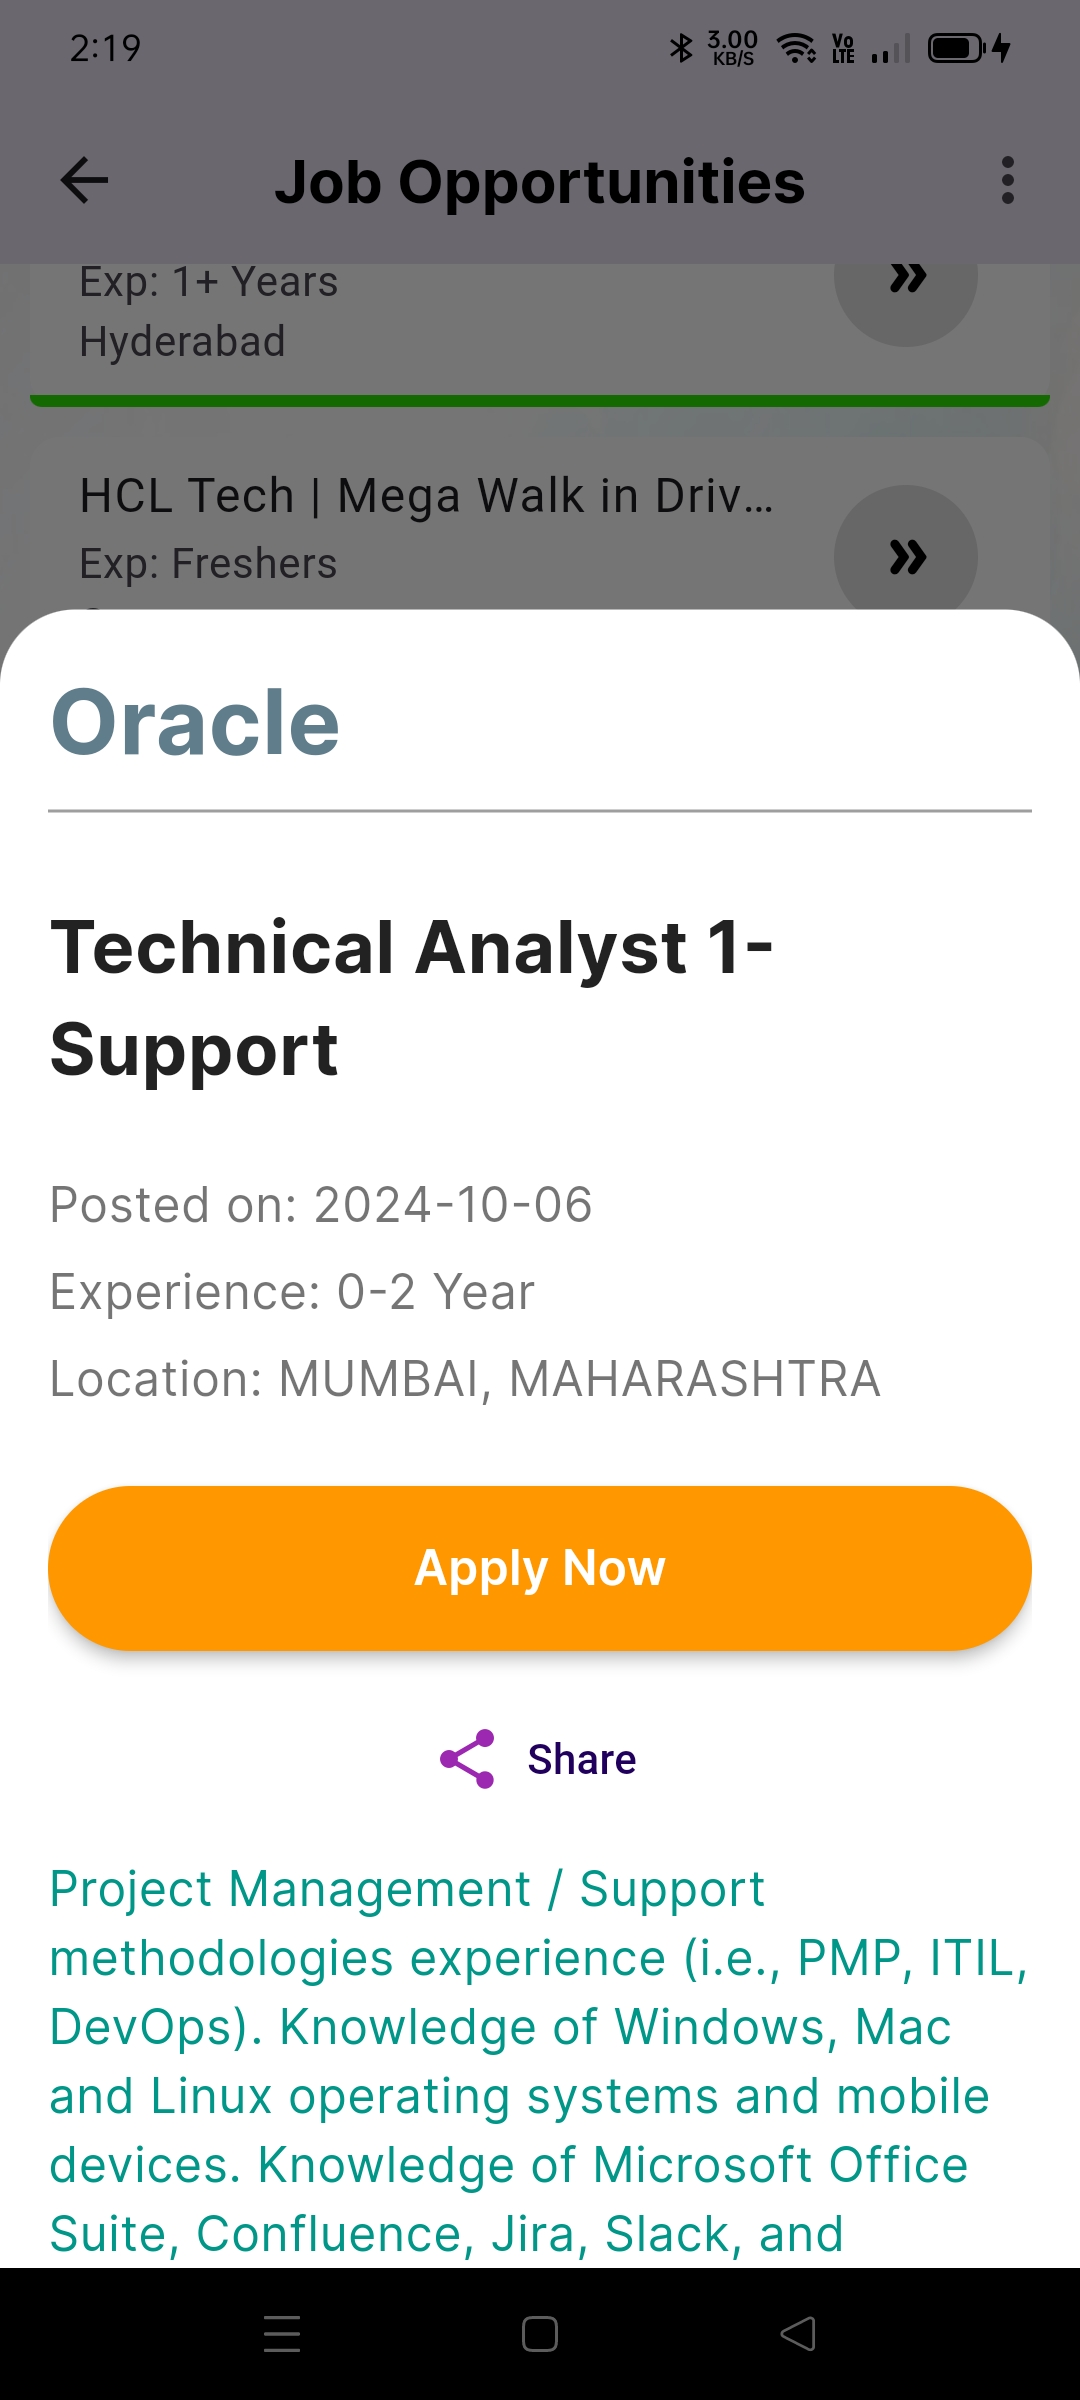 2:19
3.00
KB/S
Vo
LTE
Job Opportunities
Exp: 1+ Years
Hyderabad
HCL Tech | Mega Walk in Driv...
Exp: Freshers
Oracle
Technical Analyst 1-
Support
Posted on: 2024-10-06
Experience: 0-2 Year
Location: MUMBAI, MAHARASHTRA
Apply Now
Share
Project Management / Support
methodologies experience (i.e., PMP, ITIL,
DevOps). Knowledge of Windows, Mac
and Linux operating systems and mobile
devices. Knowledge of Microsoft Office
Suite, Confluence, Jira, Slack, and